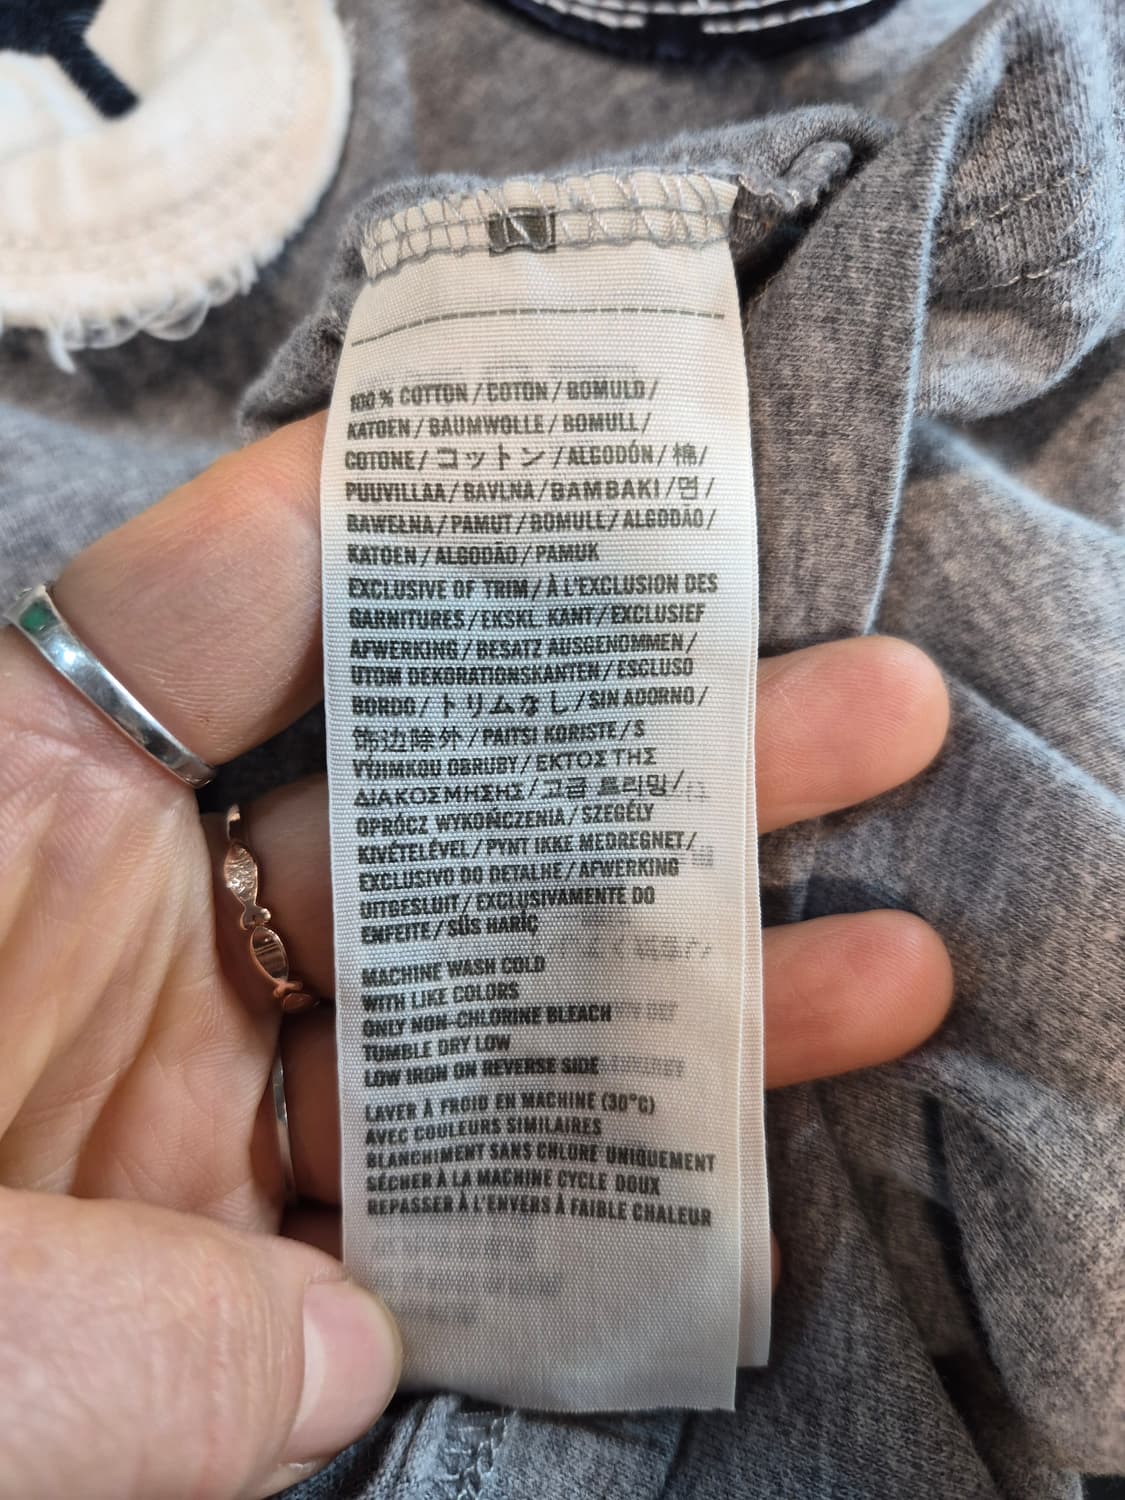 100 % COTTON / COTON / BOMULD /
KATOEN / BAUMWOLLE / BOMULL /
COTONE / コットン / ALGODÓN / 棉 /
PUUVILLAA / BAVLNA / BAMBAKI / 면 /
BAWEŁNA / PAMUT / BOMULL / ALGODÃO /
KATOEN / ALGODÃO / PAMUK
EXCLUSIVE OF TRIM / À L'EXCLUSION DES
GARNITURES / EKSKL. KANT / EXCLUSIEF
AFWERKING / BESATZ AUSGENOMMEN /
UTOM DEKORATIONSKANTEN / ESCLUSO
BORDO / トリムなし / SIN ADORNO /
饰边除外 / PAITSI KORISTE / S
VÝJIMKOU OBRUBY / ΕΚΤΟΣ ΤΗΣ
ΔΙΑΚΟΣΜΗΣΗΣ / 고급 트리밍 /
OPRÓCZ WYKOŃCZENIA / SZEGÉLY
KIVÉTELÉVEL / PYNT IKKE MEDREGNET /
EXCLUSIVO DO DETALHE / AFWERKING
UITGESLUIT / EXCLUSIVAMENTE DO
ENFEITE / SÜS HARİÇ
MACHINE WASH COLD
WITH LIKE COLORS
ONLY NON-CHLORINE BLEACH
TUMBLE DRY LOW
LOW IRON ON REVERSE SIDE
LAVER À FROID EN MACHINE (30°C)
AVEC COULEURS SIMILAIRES
BLANCHIMENT SANS CHLORE UNIQUEMENT
SÉCHER À LA MACHINE CYCLE DOUX
REPASSER À L'ENVERS À FAIBLE CHALEUR